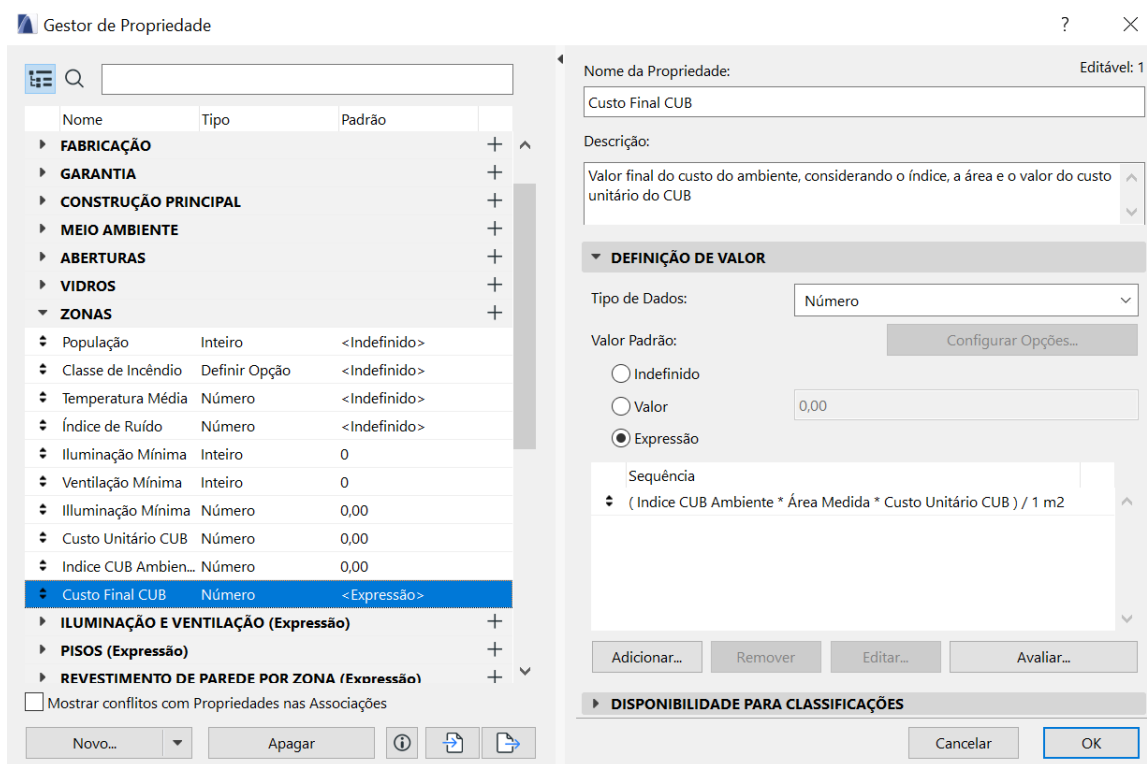 Gestor de Propriedade
?
Nome Tipo Padrão
FABRICAÇÃO
GARANTIA
CONSTRUÇÃO PRINCIPAL
MEIO AMBIENTE
ABERTURAS
VIDROS
ZONAS
População Inteiro <Indefinido>
Classe de Incêndio Definir Opção <Indefinido>
Temperatura Média Número <Indefinido>
Índice de Ruído Número <Indefinido>
Iluminação Mínima Inteiro 0
Ventilação Mínima Inteiro 0
Illuminação Mínima Número 0,00
Custo Unitário CUB Número 0,00
Indice CUB Ambien... Número 0,00
Custo Final CUB Número <Expressão>
ILUMINAÇÃO E VENTILAÇÃO (Expressão)
PISOS (Expressão)
REVESTIMENTO DE PAREDE POR ZONA (Expressão)
Mostrar conflitos com Propriedades nas Associações
Novo... Apagar
Nome da Propriedade: Editável: 1
Custo Final CUB
Descrição:
Valor final do custo do ambiente, considerando o índice, a área e o valor do custo
unitário do CUB
DEFINIÇÃO DE VALOR
Tipo de Dados: Número
Valor Padrão: Configurar Opções...
Indefinido
Valor 0,00
Expressão
Sequência
( Indice CUB Ambiente * Área Medida * Custo Unitário CUB ) / 1 m2
Adicionar... Remover Editar... Avaliar...
DISPONIBILIDADE PARA CLASSIFICAÇÕES
Cancelar OK